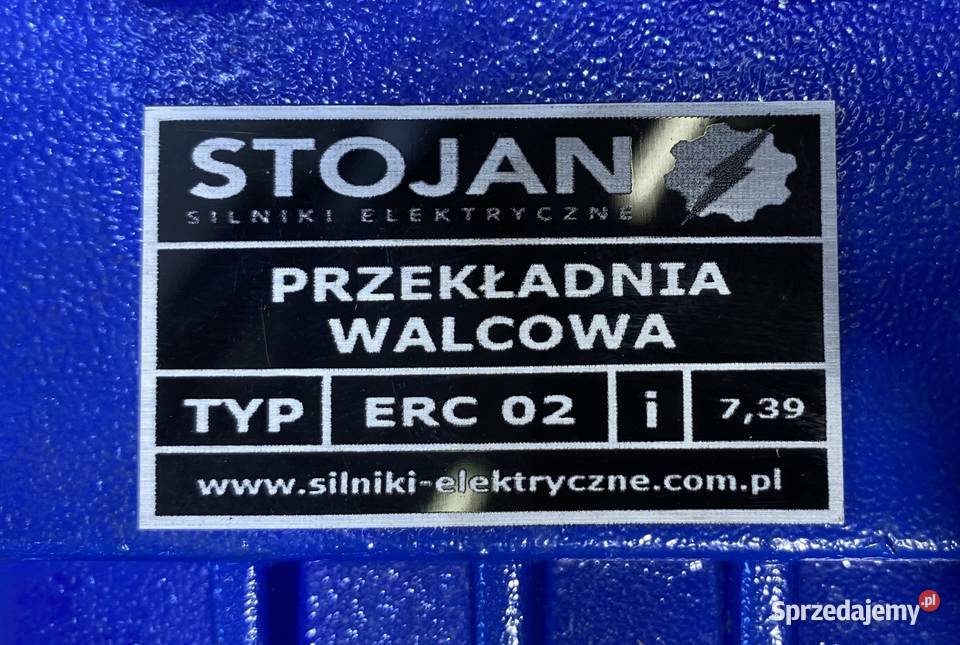 STOJAN
SILNIKI ELEKTRYCZNE
PRZEKŁADNIA
WALCOWA
TYP ERC 02 i 7,39
www.silniki-elektryczne.com.pl
Sprzedajemy.pl